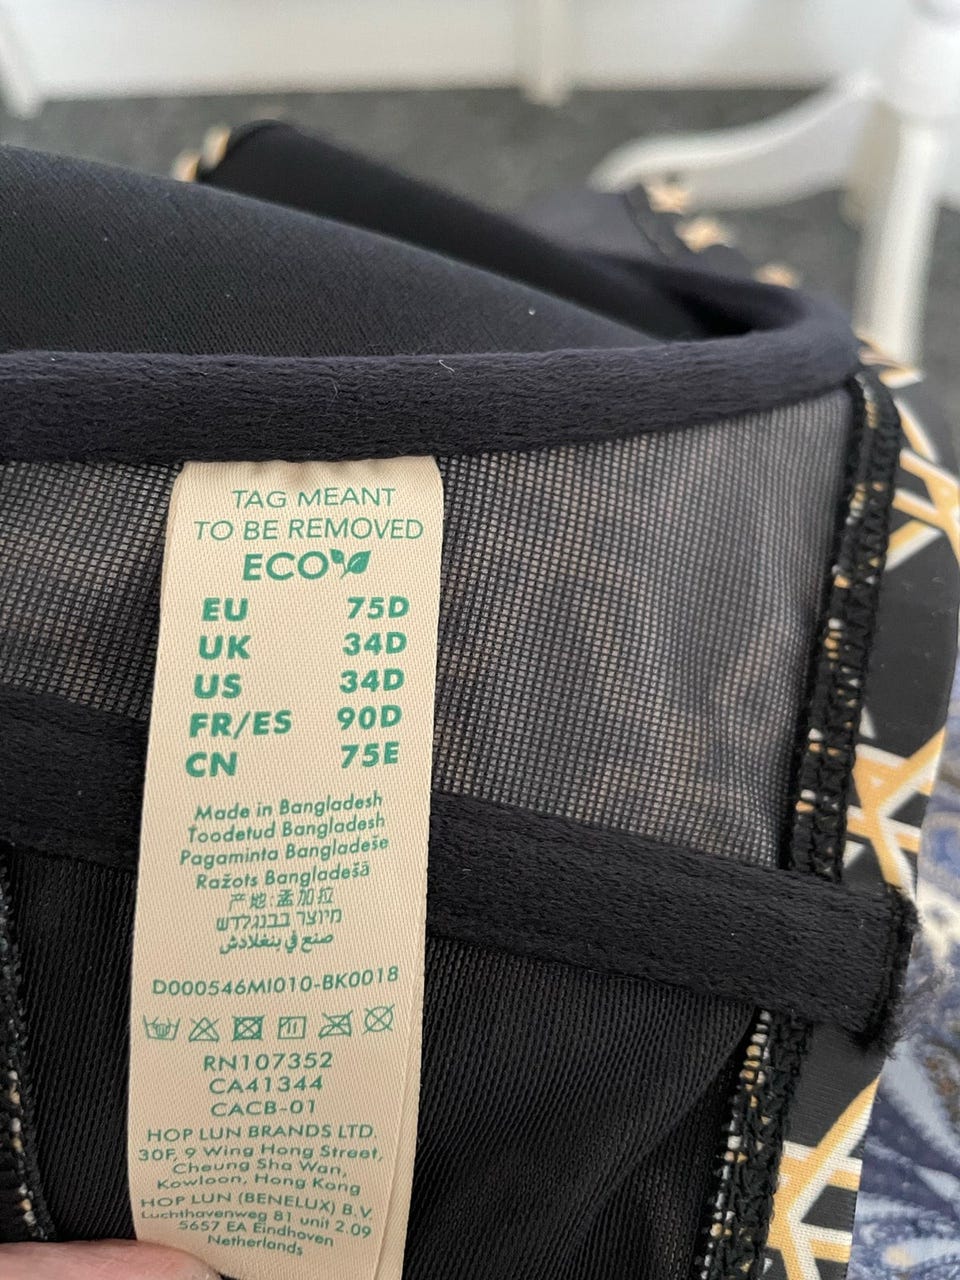 TAG MEANT
TO BE REMOVED
ECO
EU 75D
UK 34D
US 34D
FR/ES 90D
CN 75E
Made in Bangladesh
Toodetud Bangladesh
Pagaminta Bangladeše
Ražots Bangladešā
产地:孟加拉
מיוצר בבנגלדש
صنع في بنغلادش
D000546MI010-BK0018
RN107352
CA41344
CACB-01
HOP LUN BRANDS LTD.
30F, 9 Wing Hong Street,
Cheung Sha Wan,
Kowloon, Hong Kong
HOP LUN (BENELUX) B.V.
Luchthavenweg 81 unit 2.09
5657 EA Eindhoven
Netherlands